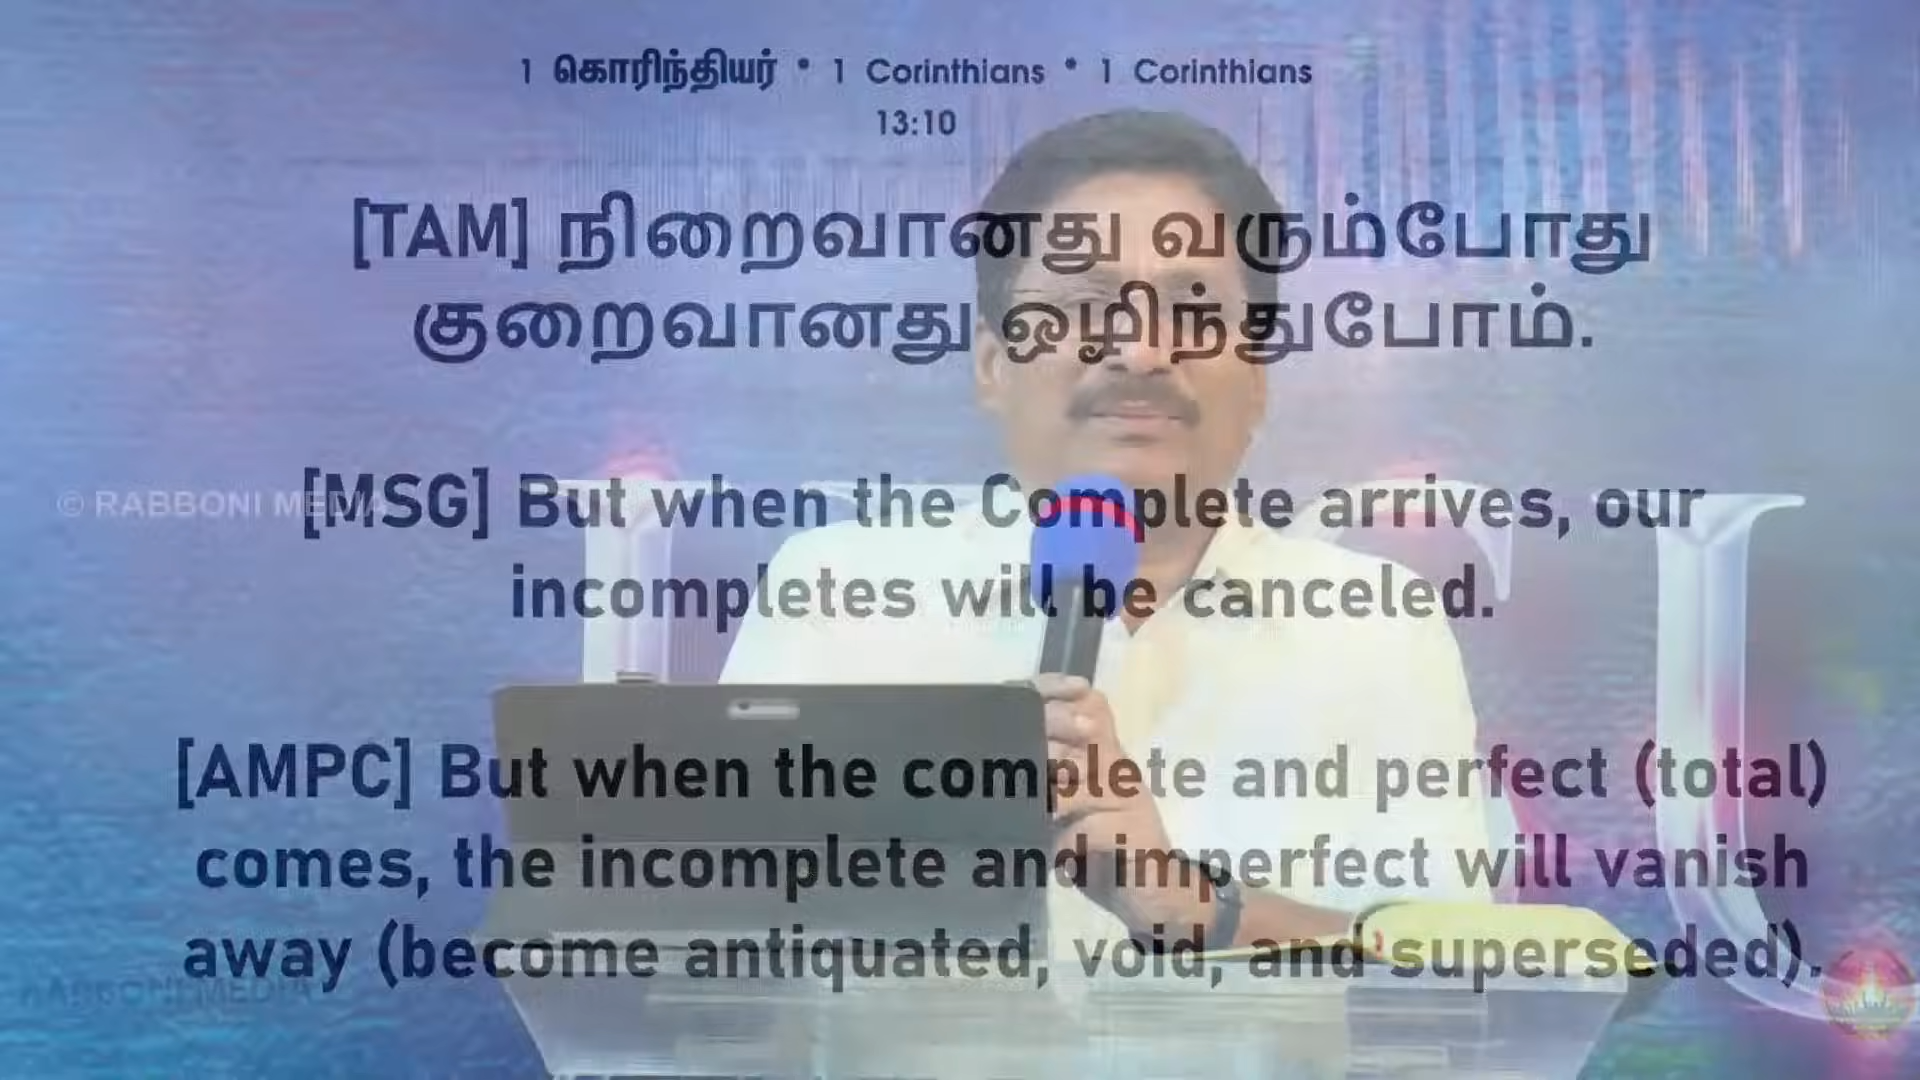 1 கொரிந்தியர் • 1 Corinthians • 1 Corinthians
13:10
[TAM] நிறைவானது வரும்போது
குறைவானது ஒழிந்துபோம்.
[MSG] But when the Complete arrives, our
incompletes will be canceled.
© RABBONI MEDIA
[AMPC] But when the complete and perfect (total)
comes, the incomplete and imperfect will vanish
away (become antiquated, void, and superseded).
RABBONI MEDIA